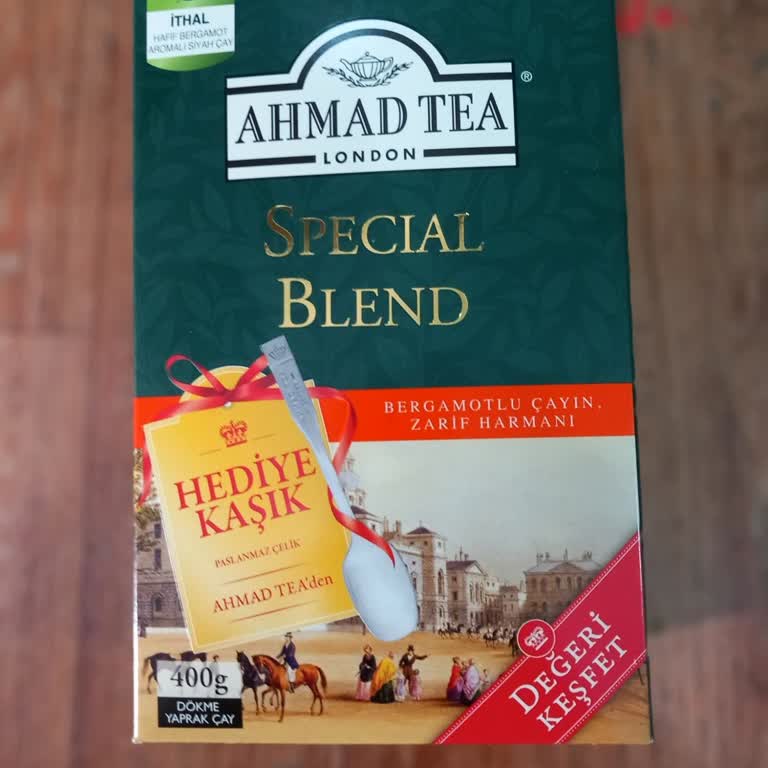 İTHAL
HAFİF BERGAMOT
AROMALI SİYAH ÇAY
AHMAD TEA®
LONDON
SPECIAL
BLEND
BERGAMOTLU ÇAYIN,
ZARİF HARMANI
HEDİYE
KAŞIK
PASLANMAZ ÇELİK
AHMAD TEA'den
DEĞERİ
KEŞFET
400g
DÖKME
YAPRAK ÇAY